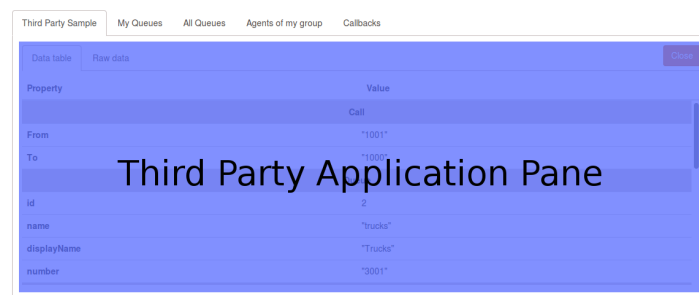 Third Party Sample My Queues All Queues Agents of my group Callbacks
Data table Raw data Close
Property Value
Call
From "1001"
To "1000"
Third Party Application Pane
id 2
name "trucks"
displayName "Trucks"
number "3001"